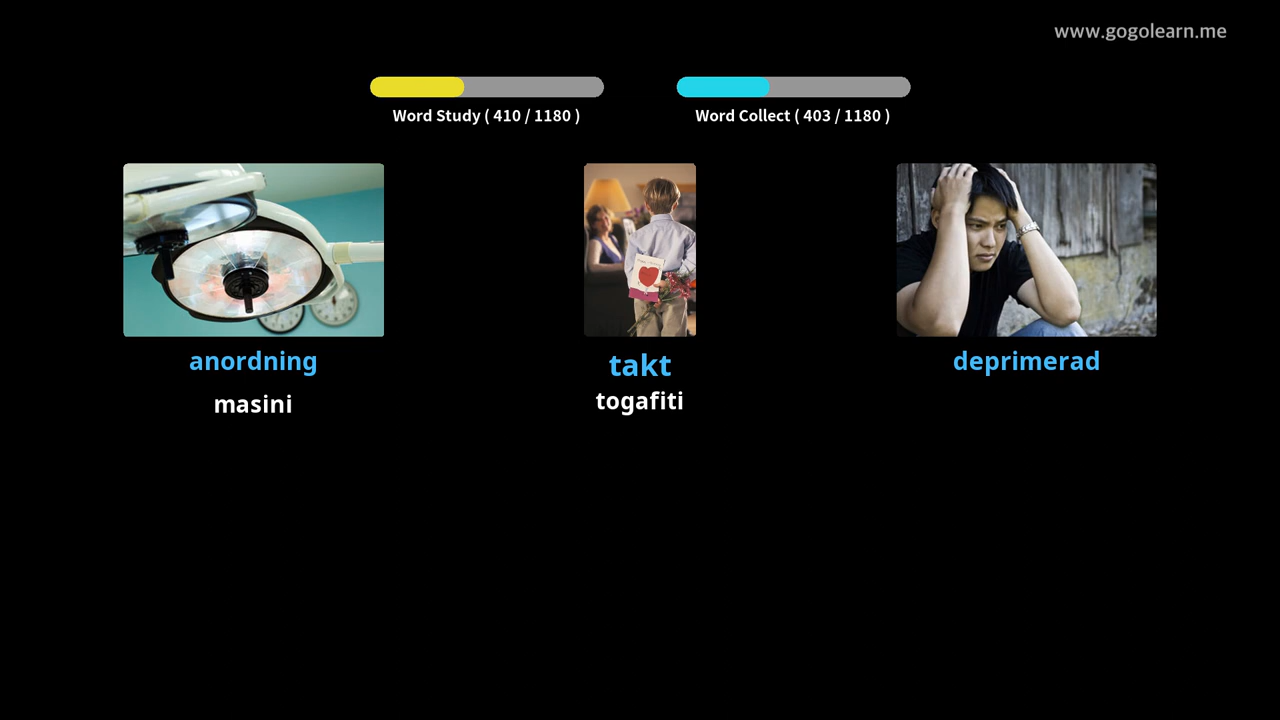 www.gogolearn.me
Word Study ( 410 / 1180 )
Word Collect ( 403 / 1180 )
anordning
takt
deprimerad
masini
togafiti